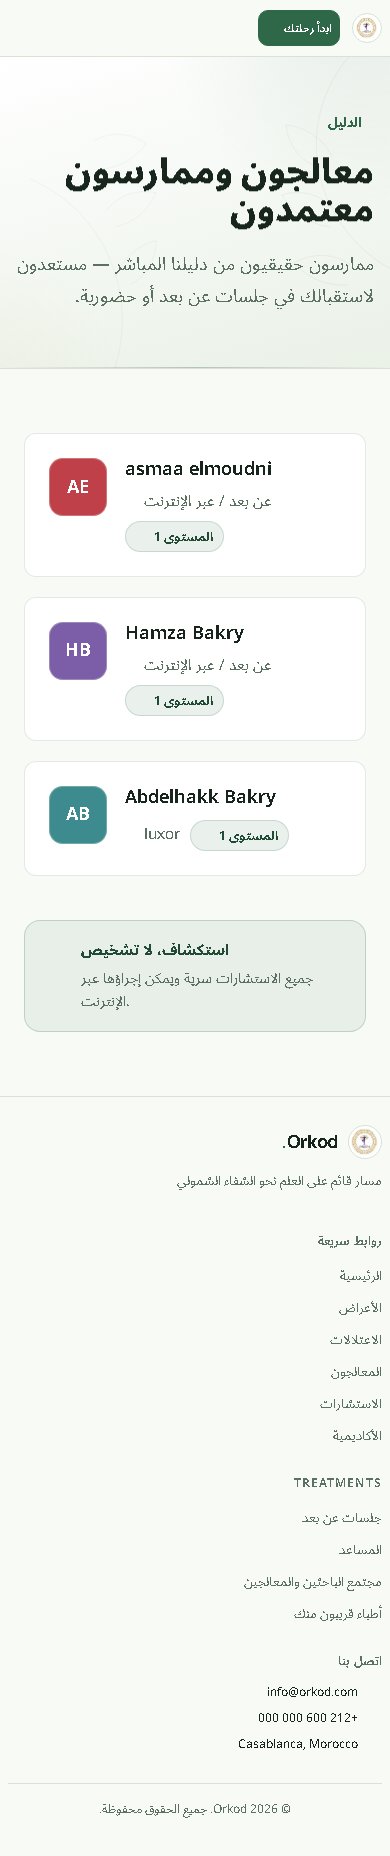 ابدأ رحلتك
الدليل
معالجون وممارسون
معتمدون
ممارسون حقيقيون من دليلنا المباشر — مستعدون
لاستقبالك في جلسات عن بعد أو حضورية.
AE
asmaa elmoudni
عن بعد / عبر الإنترنت
المستوى 1
HB
Hamza Bakry
عن بعد / عبر الإنترنت
المستوى 1
AB
Abdelhakk Bakry
luxor
المستوى 1
استكشاف، لا تشخيص
جميع الاستشارات سرية ويمكن إجراؤها عبر
الإنترنت.
Orkod.
مسار قائم على العلم نحو الشفاء الشمولي
روابط سريعة
الرئيسية
الأعراض
الاعتلالات
المعالجون
الاستشارات
الأكاديمية
TREATMENTS
جلسات عن بعد
المساعد
مجتمع الباحثين والمعالجين
أطباء قريبون منك
اتصل بنا
info@orkod.com
+212 600 000 000
Casablanca, Morocco
© 2026 Orkod. جميع الحقوق محفوظة.